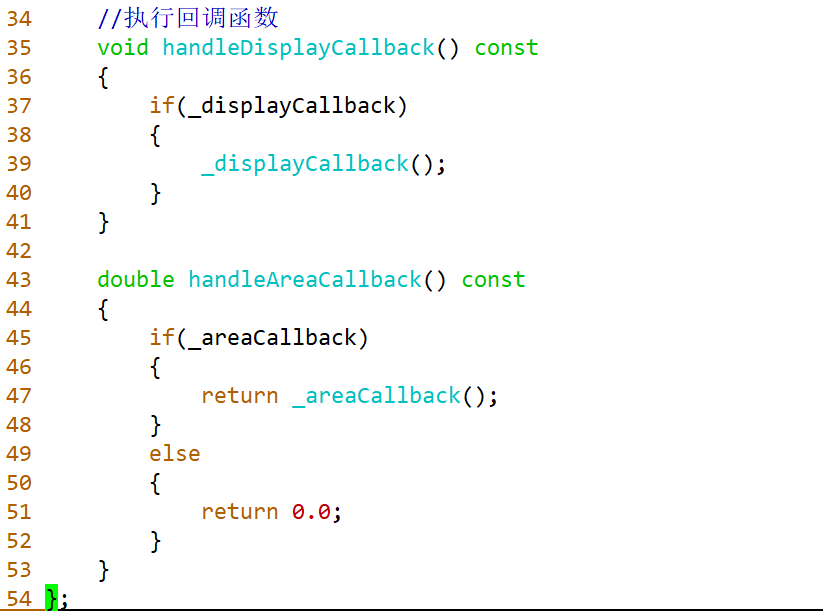 34     //执行回调函数
35     void handleDisplayCallback() const
36     {
37         if(_displayCallback)
38         {
39             _displayCallback();
40         }
41     }
42
43     double handleAreaCallback() const
44     {
45         if(_areaCallback)
46         {
47             return _areaCallback();
48         }
49         else
50         {
51             return 0.0;
52         }
53     }
54 };